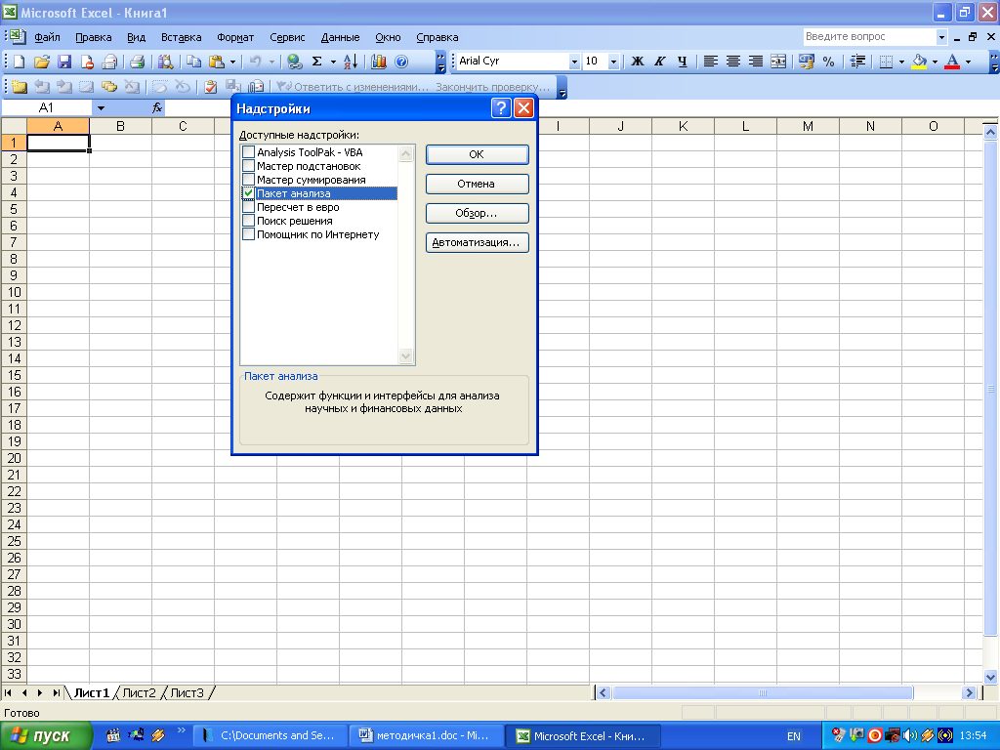 Microsoft Excel - Книга1
Файл Правка Вид Вставка Формат Сервис Данные Окно Справка
Введите вопрос
Arial Cyr 10 Ж К Ч %
Ответить с изменениями... Закончить проверку...
A1 fx
Надстройки
A B C I J K L M N O
Доступные надстройки:
Analysis ToolPak - VBA
Мастер подстановок
Мастер суммирования
Пакет анализа
Пересчет в евро
Поиск решения
Помощник по Интернету
ОК
Отмена
Обзор...
Автоматизация...
Пакет анализа
Содержит функции и интерфейсы для анализа
научных и финансовых данных
1
2
3
4
5
6
7
8
9
10
11
12
13
14
15
16
17
18
19
20
21
22
23
24
25
26
27
28
29
30
31
32
33
Лист1 Лист2 Лист3
Готово
пуск C:\Documents and Se... методичка1.doc - Mi... Microsoft Excel - Кни... EN 13:54